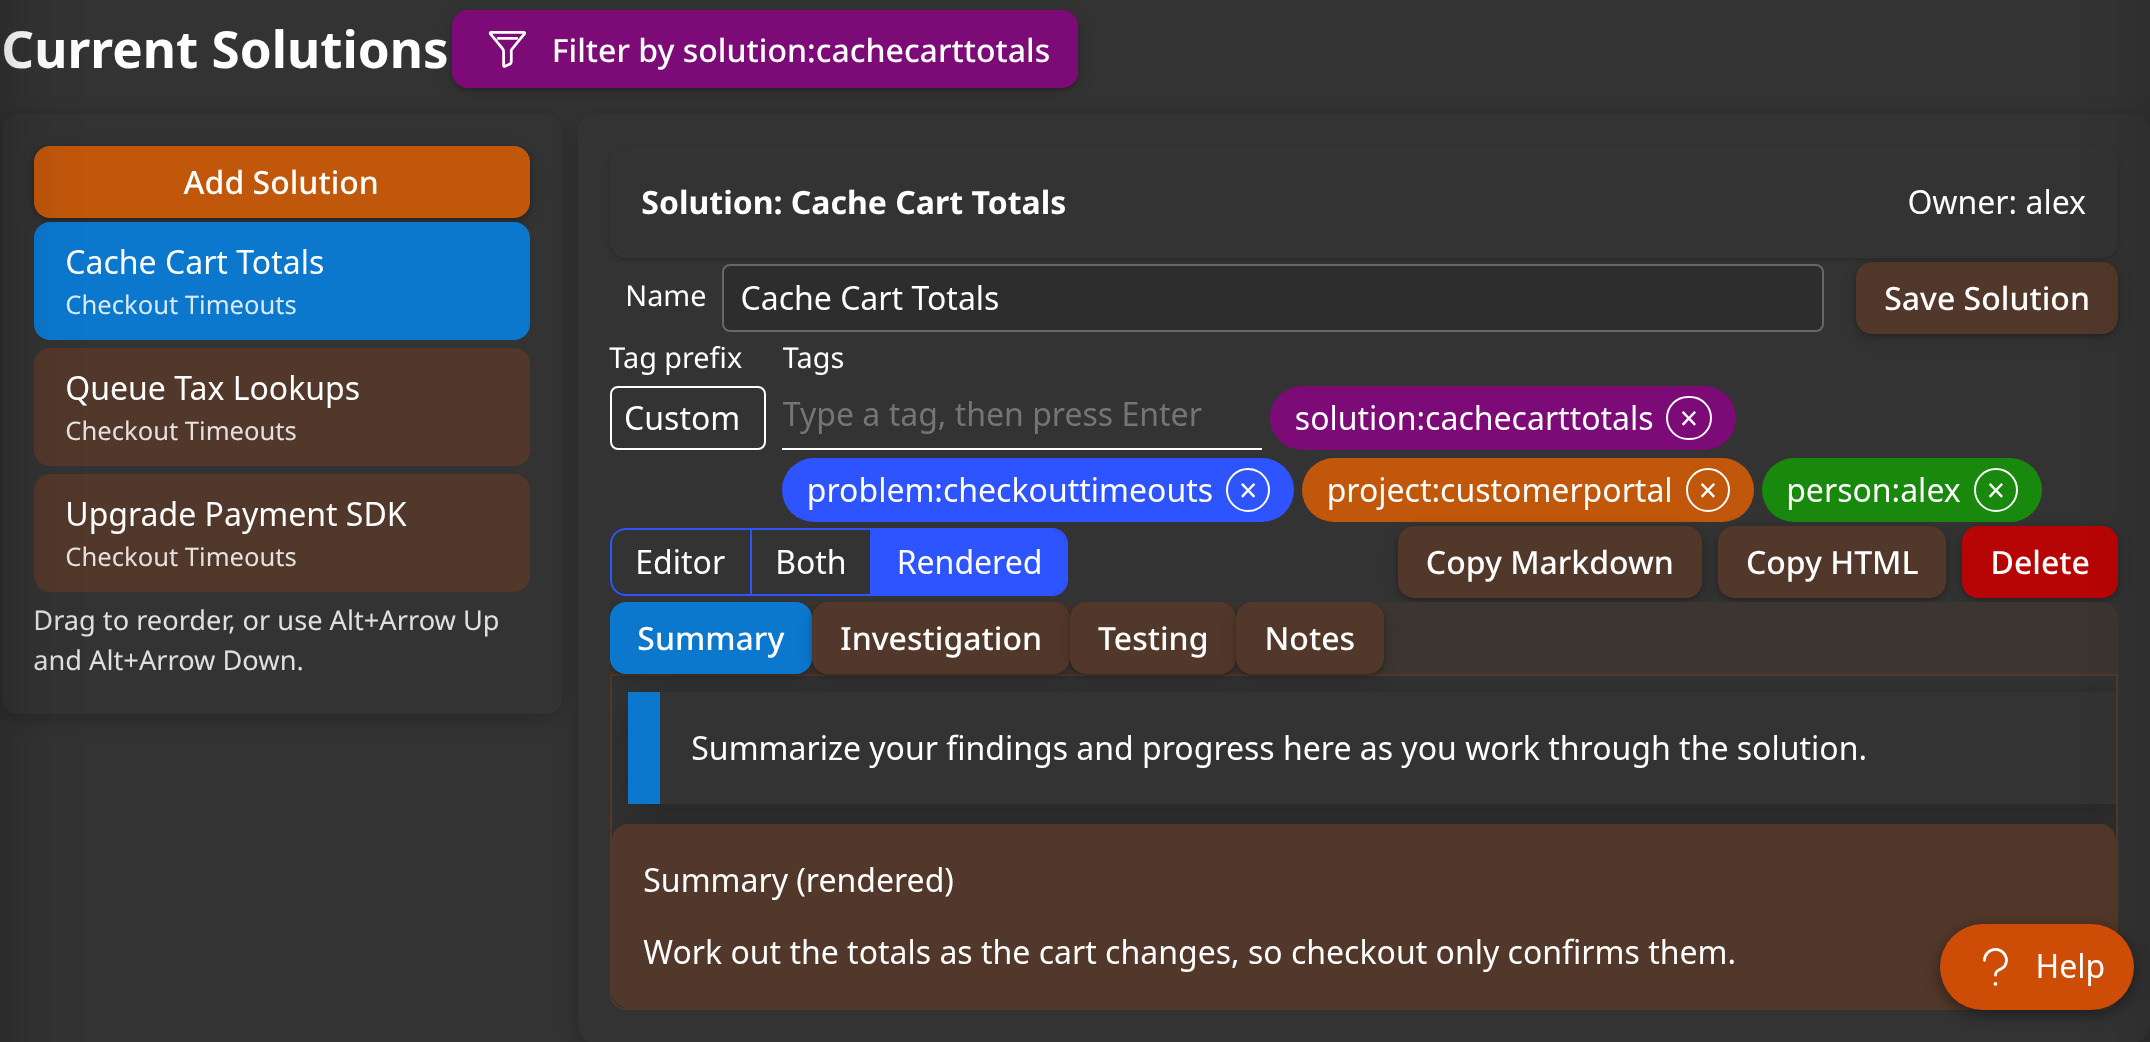 Current Solutions
Filter by solution:cachecarttotals
Add Solution
Cache Cart Totals
Checkout Timeouts
Queue Tax Lookups
Checkout Timeouts
Upgrade Payment SDK
Checkout Timeouts
Drag to reorder, or use Alt+Arrow Up
and Alt+Arrow Down.
Solution: Cache Cart Totals
Owner: alex
Name
Cache Cart Totals
Save Solution
Tag prefix
Tags
Custom
Type a tag, then press Enter
solution:cachecarttotals
problem:checkouttimeouts
project:customerportal
person:alex
Editor
Both
Rendered
Copy Markdown
Copy HTML
Delete
Summary
Investigation
Testing
Notes
Summarize your findings and progress here as you work through the solution.
Summary (rendered)
Work out the totals as the cart changes, so checkout only confirms them.
Help